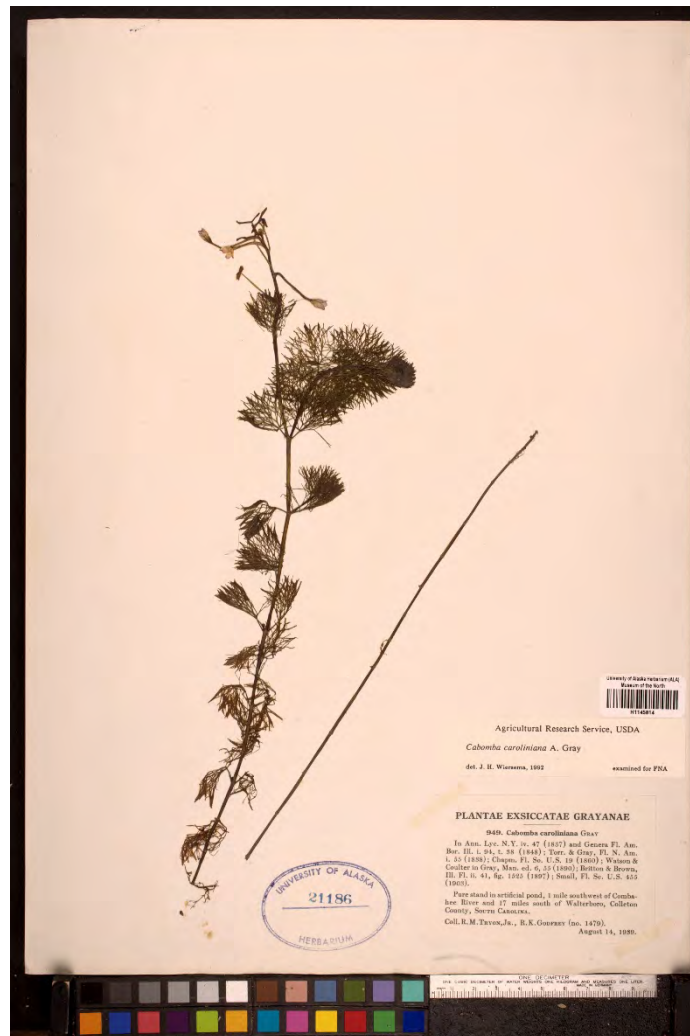 University of Alaska Herbarium (ALA)
Museum of the North
Agricultural Research Service, USDA
Cabomba caroliniana A. Gray
det. J. H. Wiersema, 1992 examined for FNA
PLANTAE EXSICCATAE GRAYANAE
949. Cabomba caroliniana GRAY
In Ann. Lyc. N.Y. iv. 47 (1837) and Genera Fl. Am.
Bor. Ill. i. 94, t. 38 (1848); Torr. & Gray, Fl. N. Am.
i. 55 (1838); Chapm. Fl. So. U.S. 19 (1860); Watson &
Coulter in Gray, Man. ed. 6, 55 (1890); Britton & Brown,
Ill. Fl. ii. 41, fig. 1521 (1897); Small, Fl. So. U.S. 455
(1903).
Pure stand in artificial pond, 1 mile southwest of Comba-
hee River and 17 miles south of Walterboro, Colleton
County, SOUTH CAROLINA.
Coll. R.M. TRYON, JR., R.K. GODFREY (no. 1479).
August 14, 1939.
UNIVERSITY OF ALASKA
21186
HERBARIUM
ONE DECIMETER